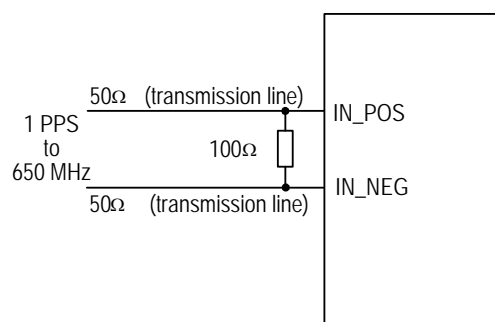 50Ω (transmission line)
IN_POS
1 PPS
to
650 MHz
100Ω
IN_NEG
50Ω (transmission line)